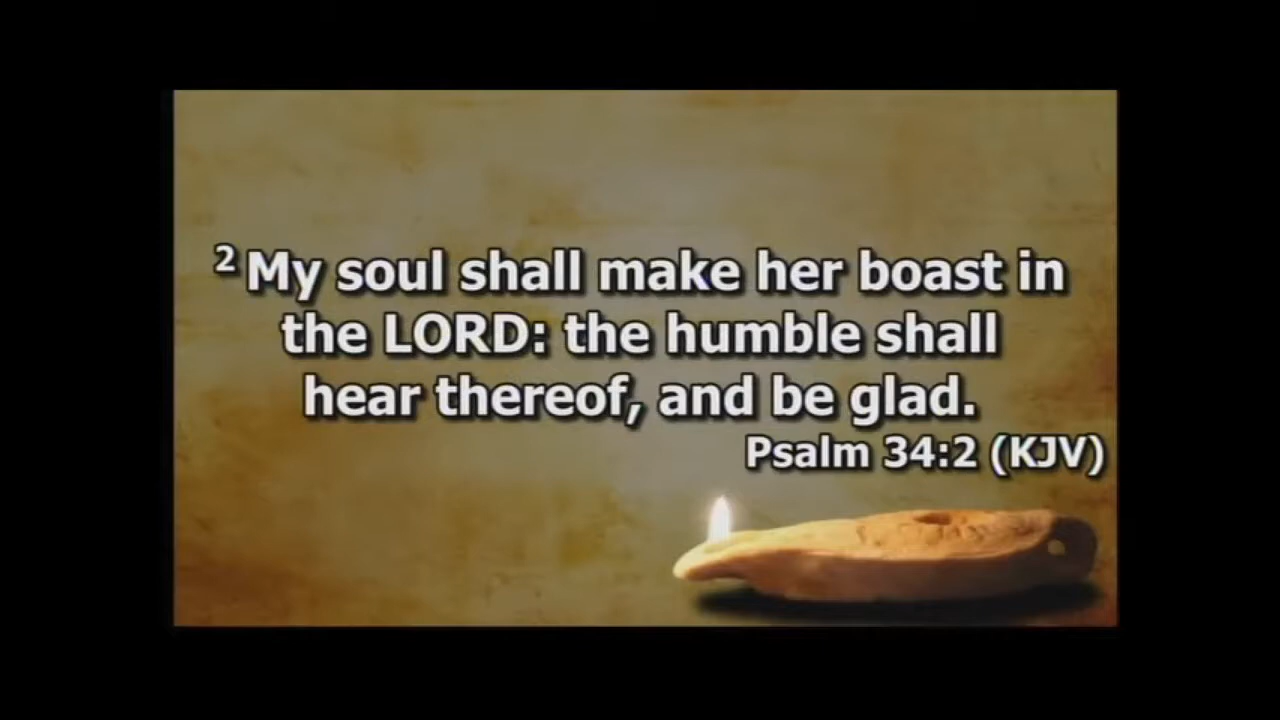 2 My soul shall make her boast in
the LORD: the humble shall
hear thereof, and be glad.
Psalm 34:2 (KJV)